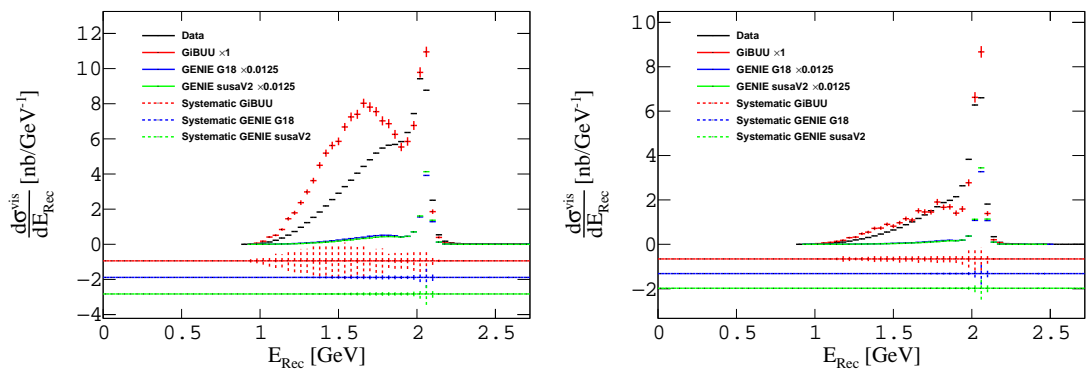 dσ^vis/dE_Rec [nb/GeV⁻¹]
12
10
8
6
4
2
0
−2
−4
Data
GiBUU ×1
GENIE G18 ×0.0125
GENIE susaV2 ×0.0125
Systematic GiBUU
Systematic GENIE G18
Systematic GENIE susaV2
0 0.5 1 1.5 2 2.5
E_Rec [GeV]
dσ^vis/dE_Rec [nb/GeV⁻¹]
10
8
6
4
2
0
−2
Data
GiBUU ×1
GENIE G18 ×0.0125
GENIE susaV2 ×0.0125
Systematic GiBUU
Systematic GENIE G18
Systematic GENIE susaV2
0 0.5 1 1.5 2 2.5
E_Rec [GeV]